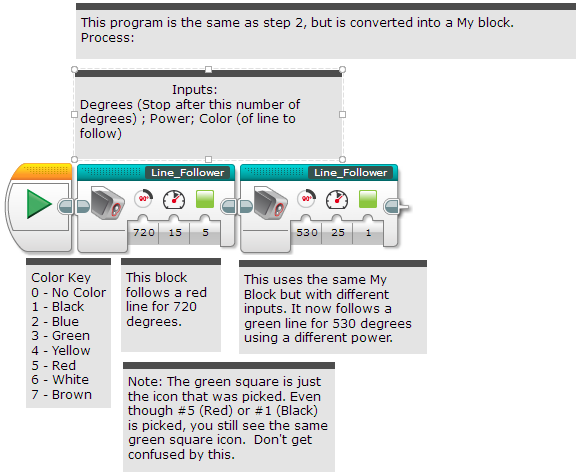 This program is the same as step 2, but is converted into a My block.
Process:
Inputs:
Degrees (Stop after this number of
degrees) ; Power; Color (of line to
follow)
Line_Follower
90°
720 15 5
Line_Follower
90°
530 25 1
Color Key
0 - No Color
1 - Black
2 - Blue
3 - Green
4 - Yellow
5 - Red
6 - White
7 - Brown
This block
follows a red
line for 720
degrees.
This uses the same My
Block but with different
inputs. It now follows a
green line for 530 degrees
using a different power.
Note: The green square is just
the icon that was picked. Even
though #5 (Red) or #1 (Black)
is picked, you still see the same
green square icon.  Don't get
confused by this.